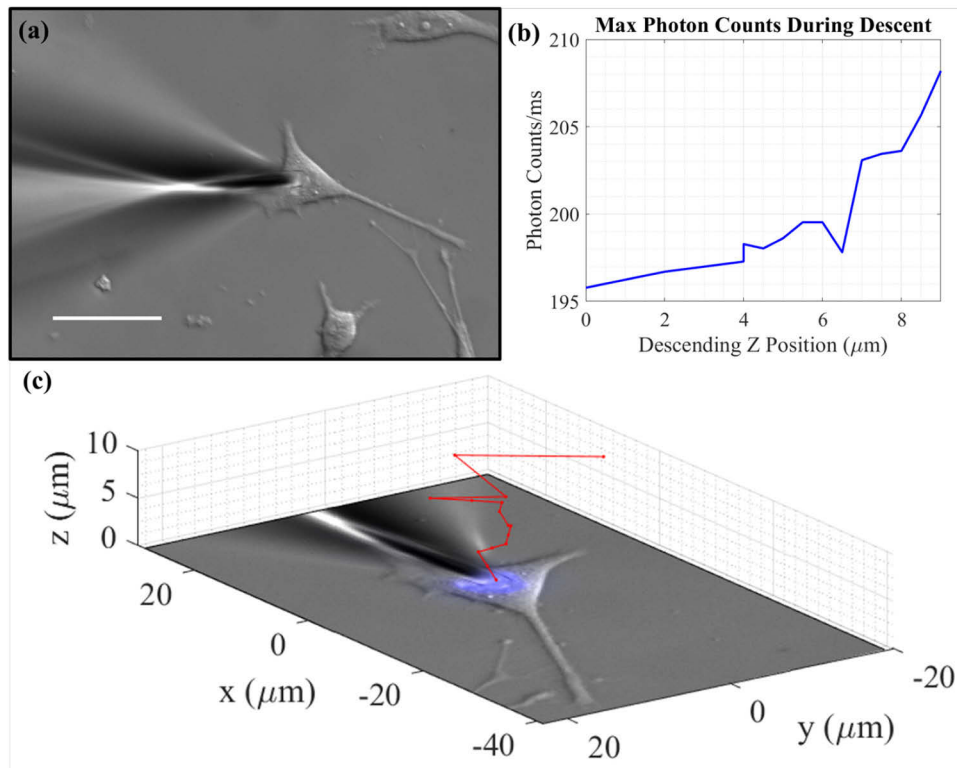 (a)
(b)
Max Photon Counts During Descent
210
205
200
195
Photon Counts/ms
0 2 4 6 8
Descending Z Position (μm)
(c)
10
5
0
z (μm)
20
0
-20
-40
x (μm)
20
0
-20
y (μm)